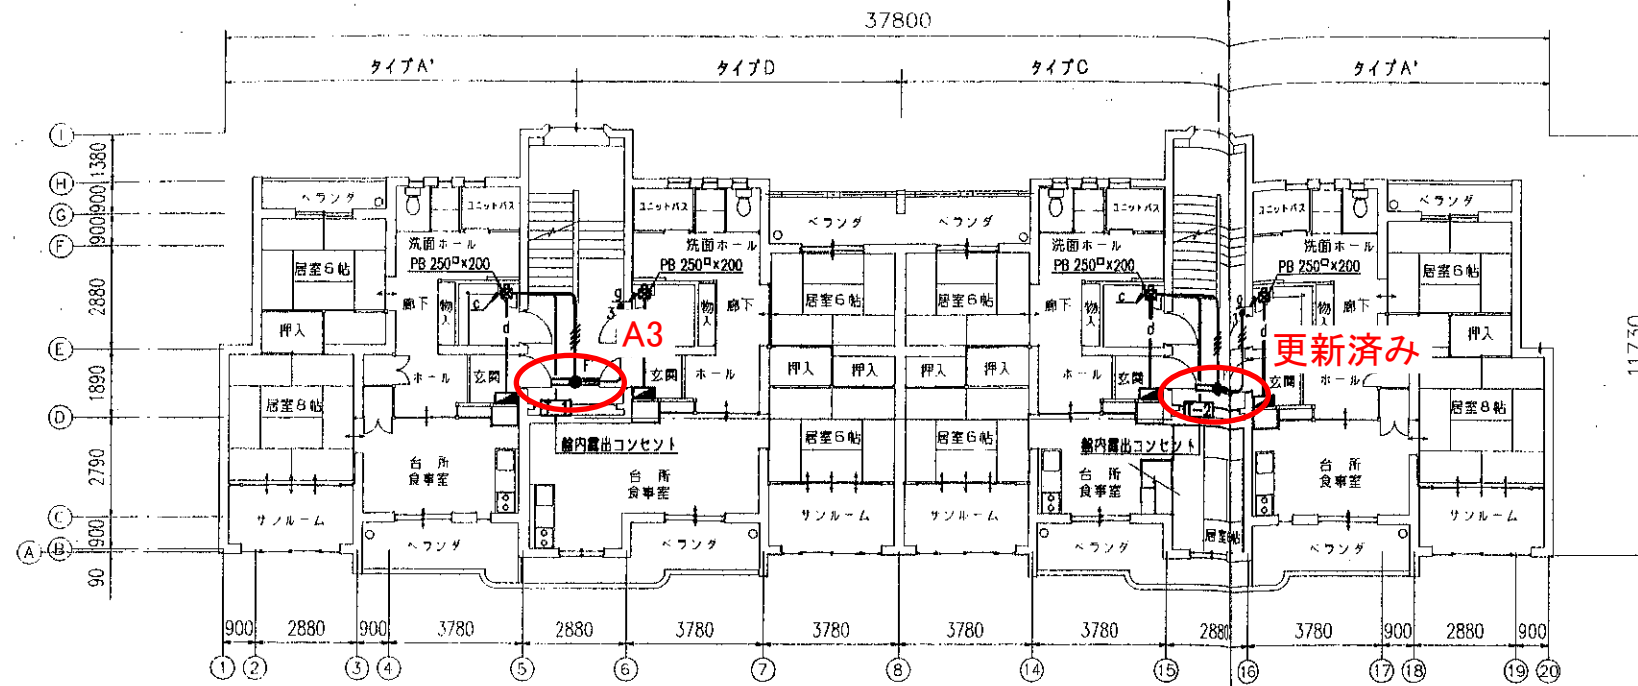 37800
タイプA'
タイプD
タイプC
タイプA'
I
1380
H
900
G
900
F
2880
E
1890
D
2790
C
900
B
A
90
11730
ベランダ
ユニットバス
ユニットバス
ベランダ
ベランダ
ユニットバス
ユニットバス
ベランダ
洗面ホール
洗面ホール
洗面ホール
洗面ホール
PB 250□×200
PB 250□×200
PB 250□×200
PB 250□×200
居室6帖
居室6帖
居室6帖
居室6帖
廊下
物入
c
d
g
3
物入
廊下
廊下
物入
c
d
g
物入
廊下
A3
更新済み
押入
押入
押入
押入
押入
押入
ホール
玄関
玄関
ホール
ホール
玄関
玄関
ホール
居室8帖
居室6帖
居室6帖
居室8帖
I-2
盤内露出コンセント
盤内露出コンセント
台所
食事室
台所
食事室
台所
食事室
台所
食事室
サンルーム
サンルーム
サンルーム
サンルーム
ベランダ
ベランダ
ベランダ
居室6帖
ベランダ
900 2880 900 3780 2880 3780 3780 3780 3780 2880 3780 900 2880 900
1 2 3 4 5 6 7 8 14 15 16 17 18 19 20